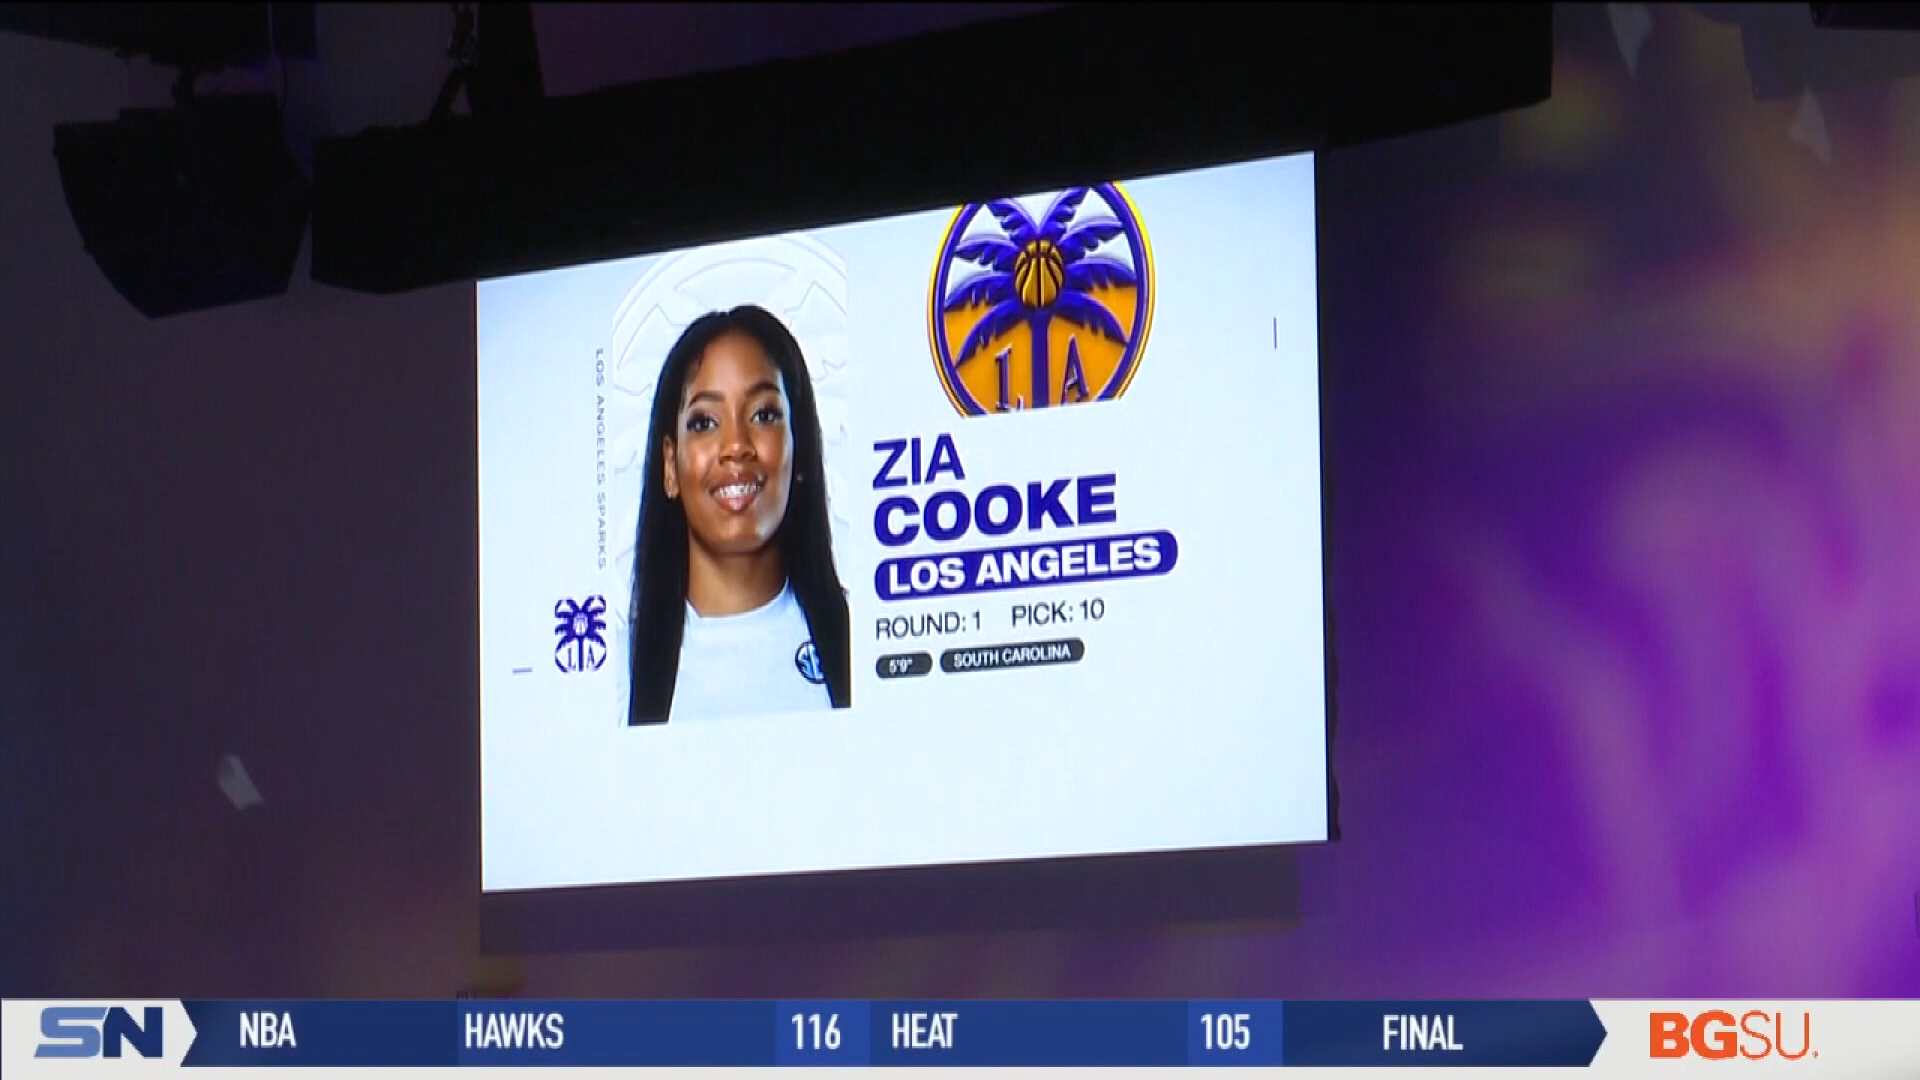 LOS ANGELES SPARKS
LA
LA
ZIA
COOKE
LOS ANGELES
ROUND: 1 PICK: 10
5'9" SOUTH CAROLINA
SN NBA HAWKS 116 HEAT 105 FINAL BGSU.